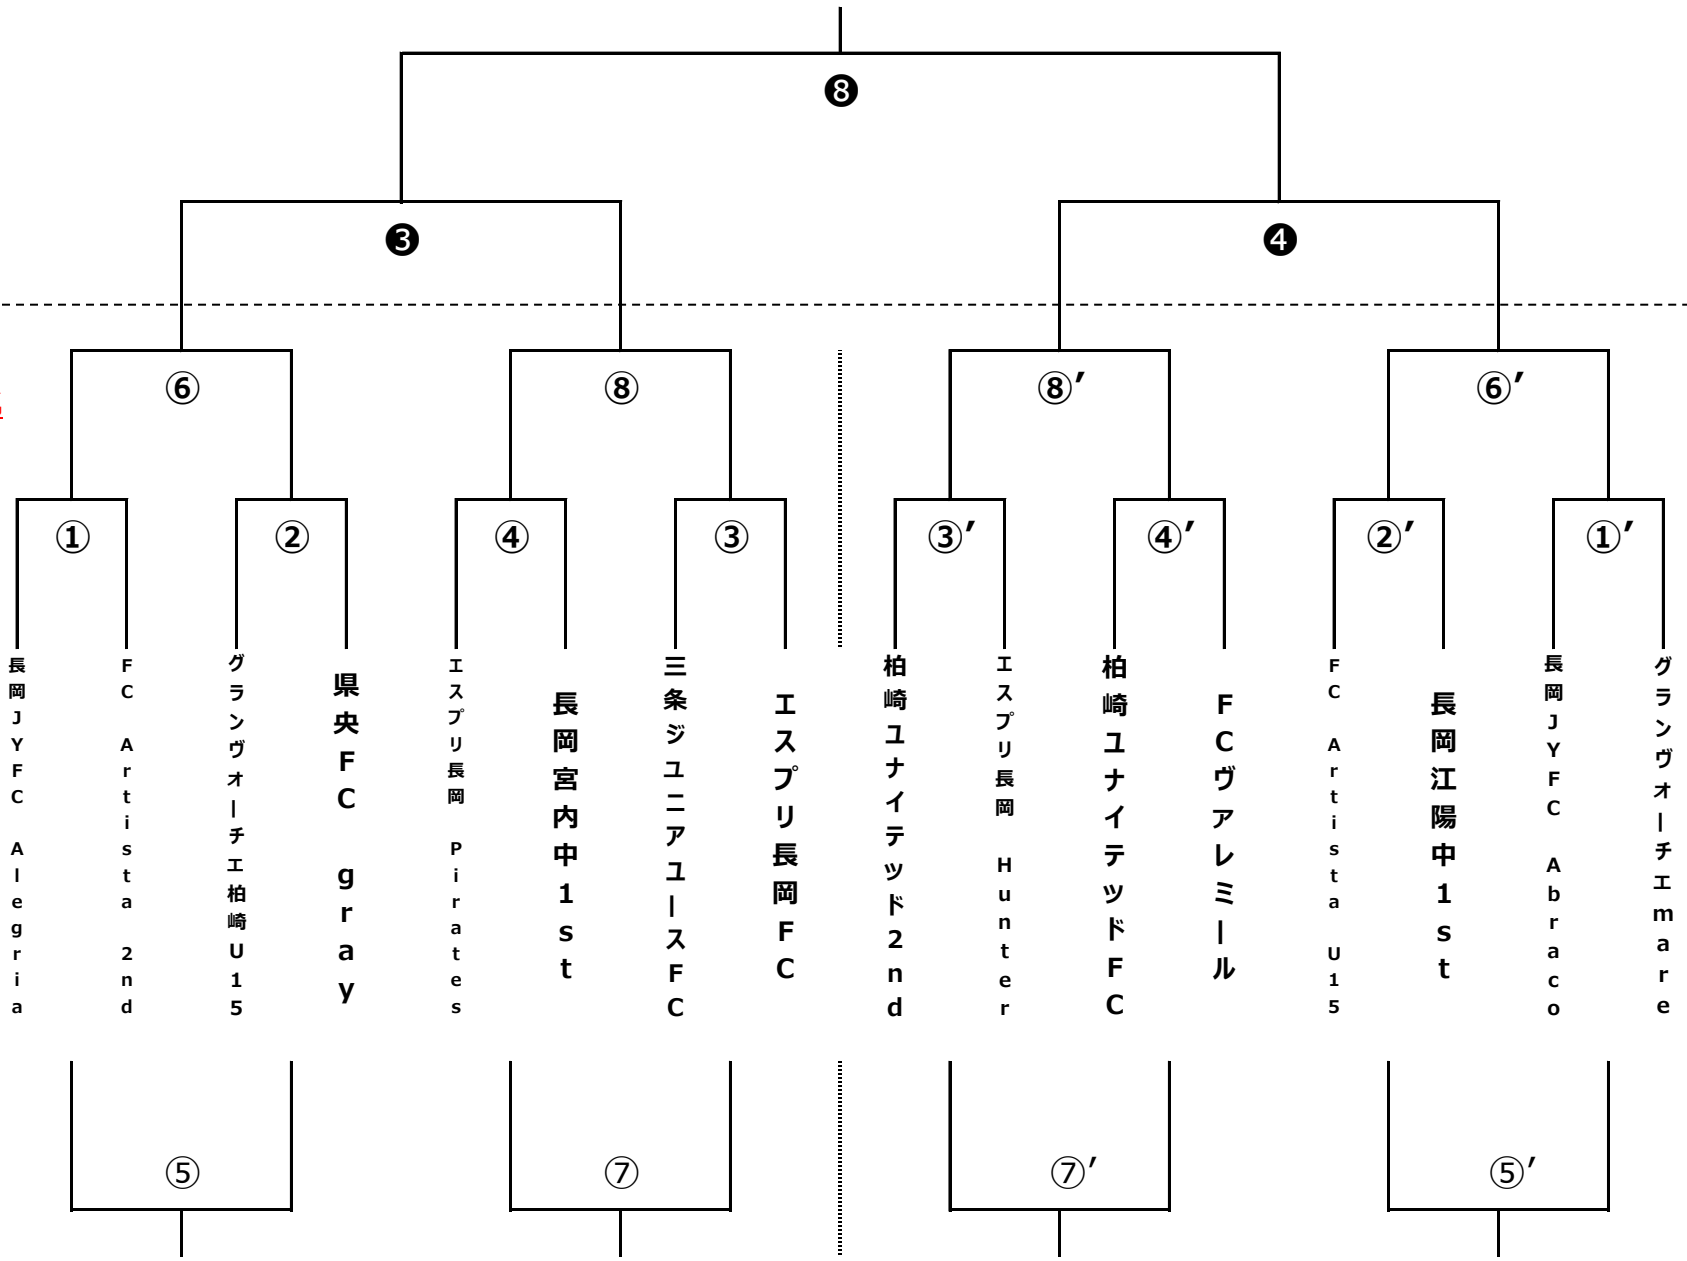 ❽
❸
❹
⑥
⑧
⑧′
⑥′
①
②
④
③
③′
④′
②′
①′
長岡JYFC Alegria
FC Artista 2nd
グランヴォーチェ柏崎U15
県央FC gray
エスプリ長岡 Pirates
長岡宮内中1st
三条ジュニアユースFC
エスプリ長岡FC
柏崎ユナイテッド2nd
エスプリ長岡 Hunter
柏崎ユナイテッドFC
FCヴァレミール
FC Artista U15
長岡江陽中1st
長岡JYFC Abraco
グランヴォーチェmare
⑤
⑦
⑦′
⑤′